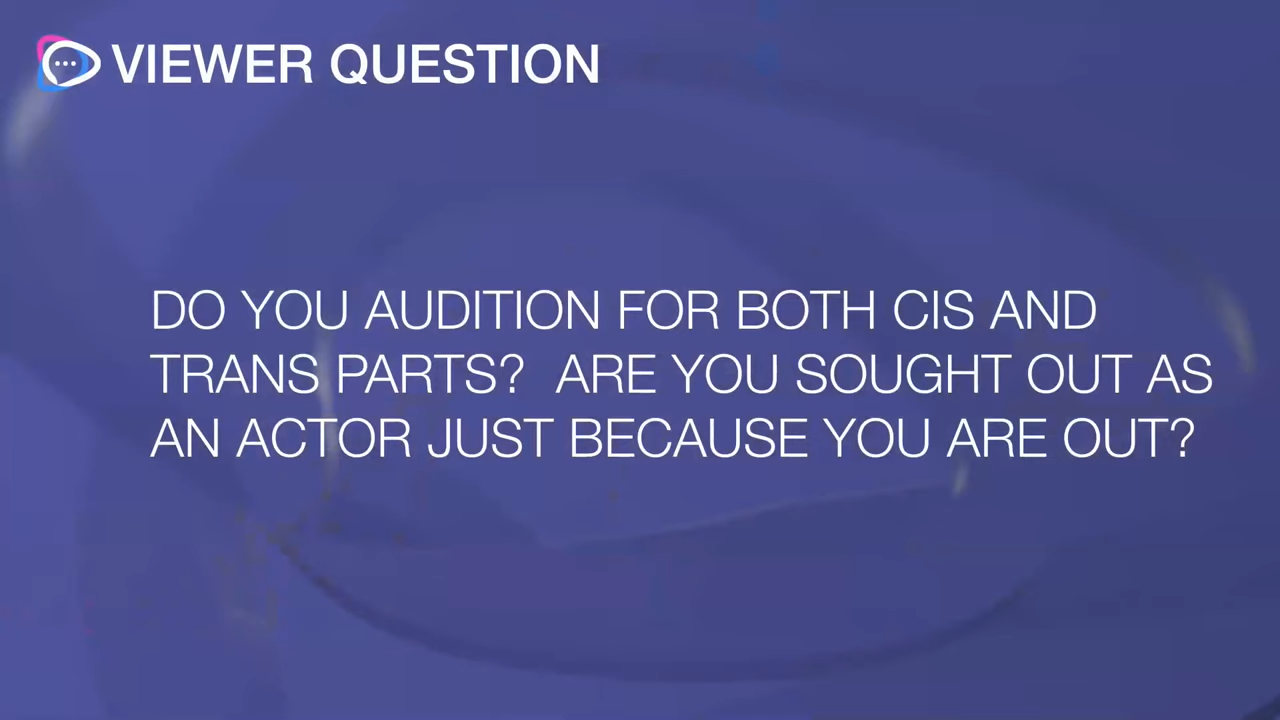 VIEWER QUESTION
DO YOU AUDITION FOR BOTH CIS AND
TRANS PARTS?  ARE YOU SOUGHT OUT AS
AN ACTOR JUST BECAUSE YOU ARE OUT?